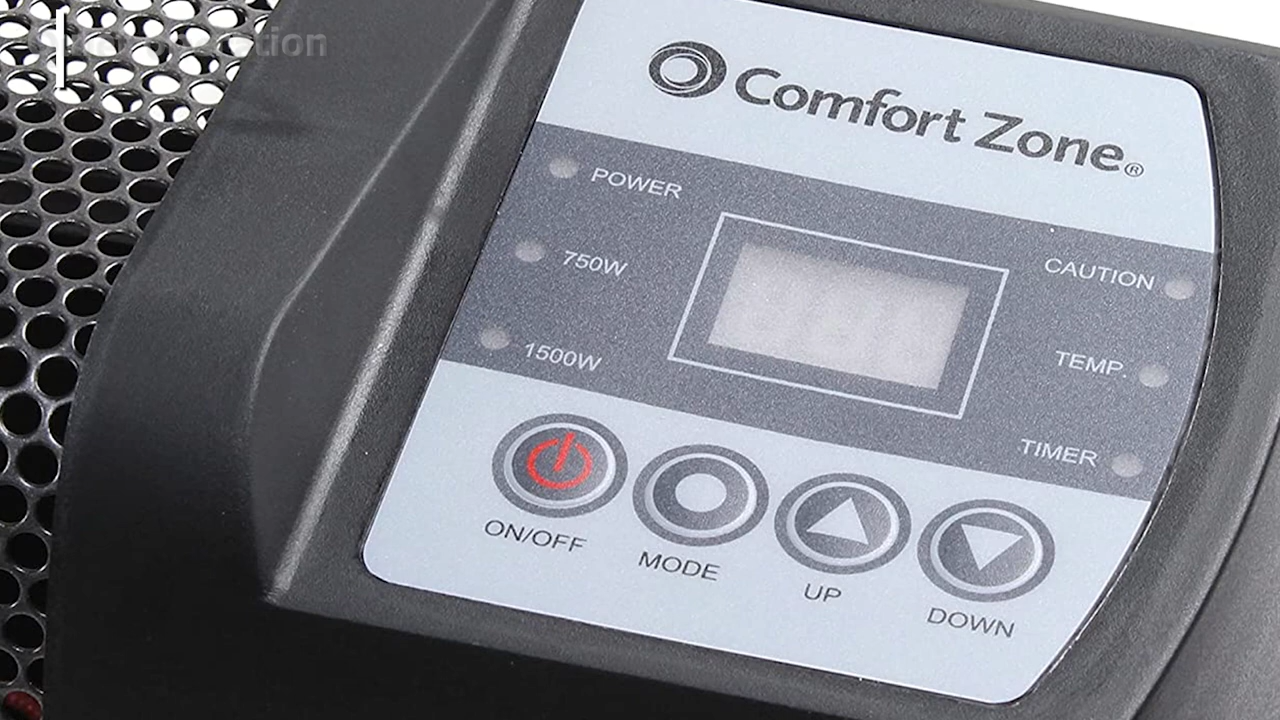 Comfort Zone®
POWER
750W
1500W
CAUTION
TEMP.
TIMER
ON/OFF
MODE
UP
DOWN